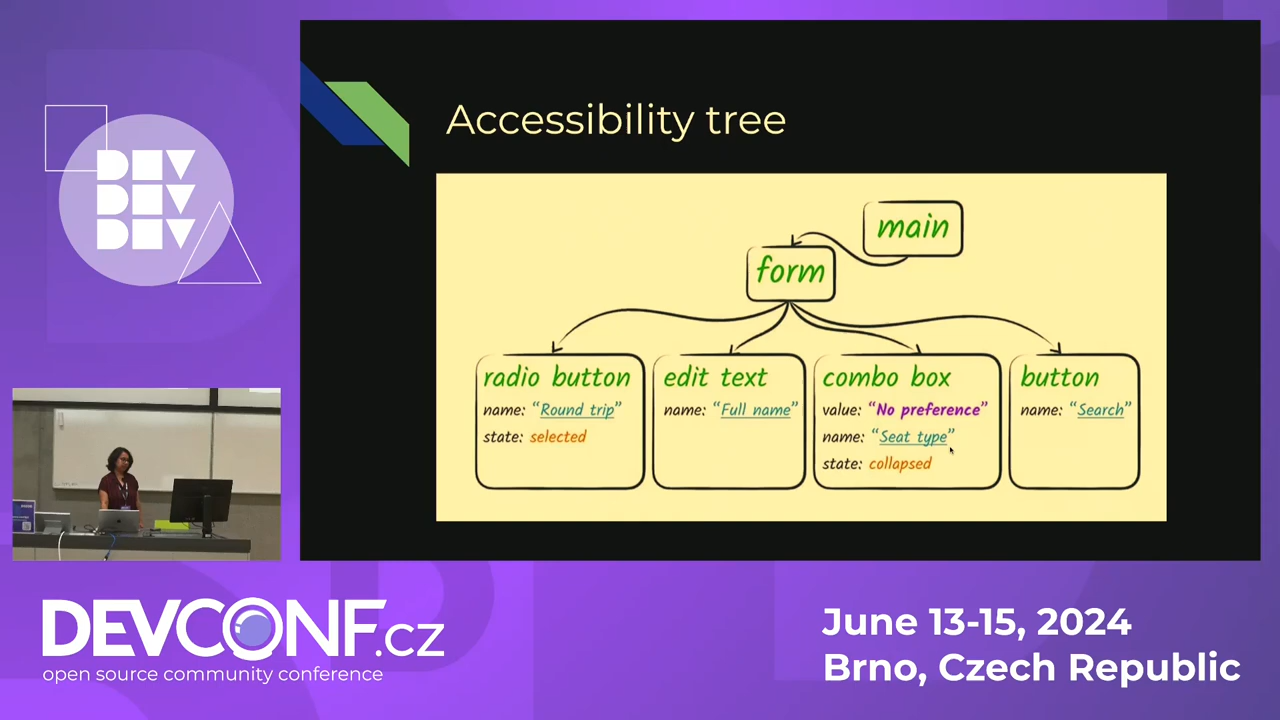 DEV
DEV
DEV
Accessibility tree
main
form
radio button
name: “Round trip”
state: selected
edit text
name: “Full name”
combo box
value: “No preference”
name: “Seat type”
state: collapsed
button
name: “Search”
DEVCONF.cz
open source community conference
June 13-15, 2024
Brno, Czech Republic